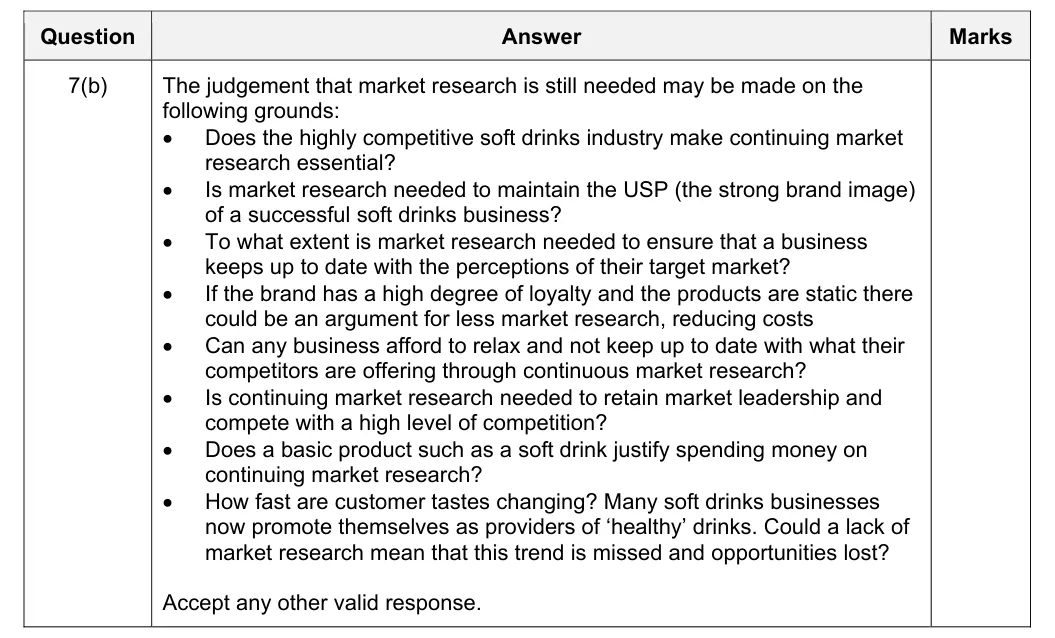 Question Answer Marks
7(b) The judgement that market research is still needed may be made on the
following grounds:
• Does the highly competitive soft drinks industry make continuing market
research essential?
• Is market research needed to maintain the USP (the strong brand image)
of a successful soft drinks business?
• To what extent is market research needed to ensure that a business
keeps up to date with the perceptions of their target market?
• If the brand has a high degree of loyalty and the products are static there
could be an argument for less market research, reducing costs
• Can any business afford to relax and not keep up to date with what their
competitors are offering through continuous market research?
• Is continuing market research needed to retain market leadership and
compete with a high level of competition?
• Does a basic product such as a soft drink justify spending money on
continuing market research?
• How fast are customer tastes changing? Many soft drinks businesses
now promote themselves as providers of ‘healthy’ drinks. Could a lack of
market research mean that this trend is missed and opportunities lost?
Accept any other valid response.